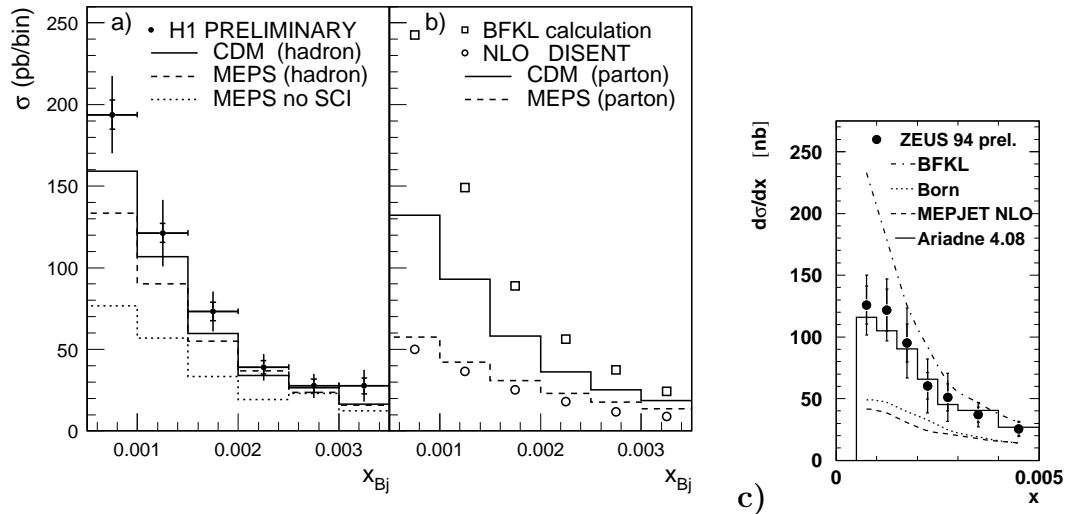 σ (pb/bin)
250
200
150
100
50
0
a)
H1 PRELIMINARY
CDM (hadron)
MEPS (hadron)
MEPS no SCI
0.001
0.002
0.003
x_Bj
b)
BFKL calculation
NLO DISENT
CDM (parton)
MEPS (parton)
0.001
0.002
0.003
x_Bj
c)
dσ/dx [nb]
250
200
150
100
50
0
ZEUS 94 prel.
BFKL
Born
MEPJET NLO
Ariadne 4.08
0
0.005
x